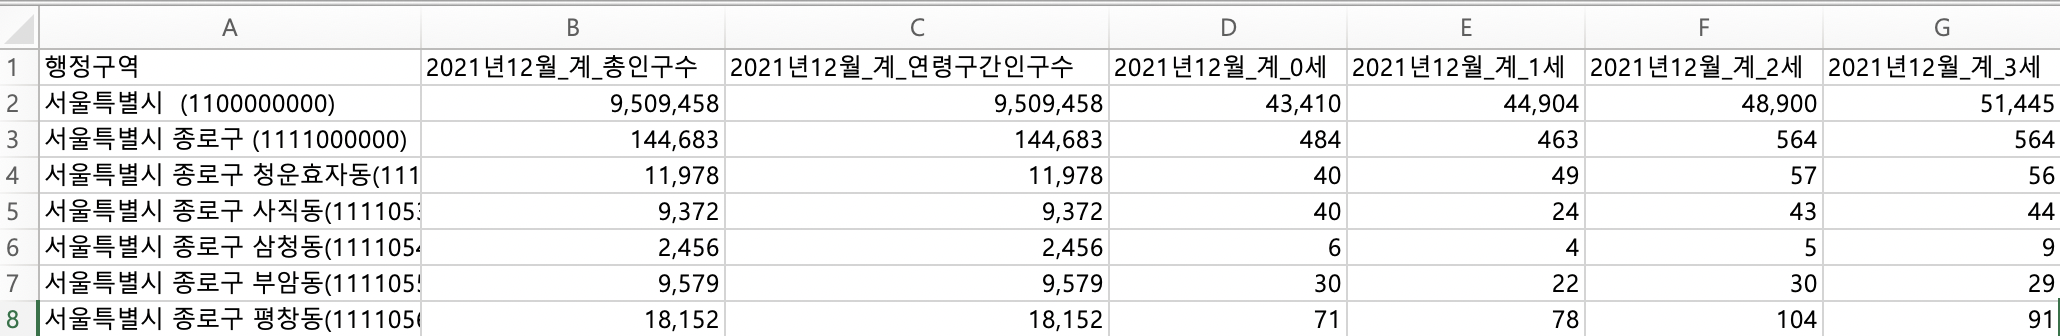 A B C D E F G
1 행정구역 2021년12월_계_총인구수 2021년12월_계_연령구간인구수 2021년12월_계_0세 2021년12월_계_1세 2021년12월_계_2세 2021년12월_계_3세
2 서울특별시  (1100000000) 9,509,458 9,509,458 43,410 44,904 48,900 51,445
3 서울특별시 종로구 (1111000000) 144,683 144,683 484 463 564 564
4 서울특별시 종로구 청운효자동(111 11,978 11,978 40 49 57 56
5 서울특별시 종로구 사직동(1111053 9,372 9,372 40 24 43 44
6 서울특별시 종로구 삼청동(1111054 2,456 2,456 6 4 5 9
7 서울특별시 종로구 부암동(1111055 9,579 9,579 30 22 30 29
8 서울특별시 종로구 평창동(1111056 18,152 18,152 71 78 104 91